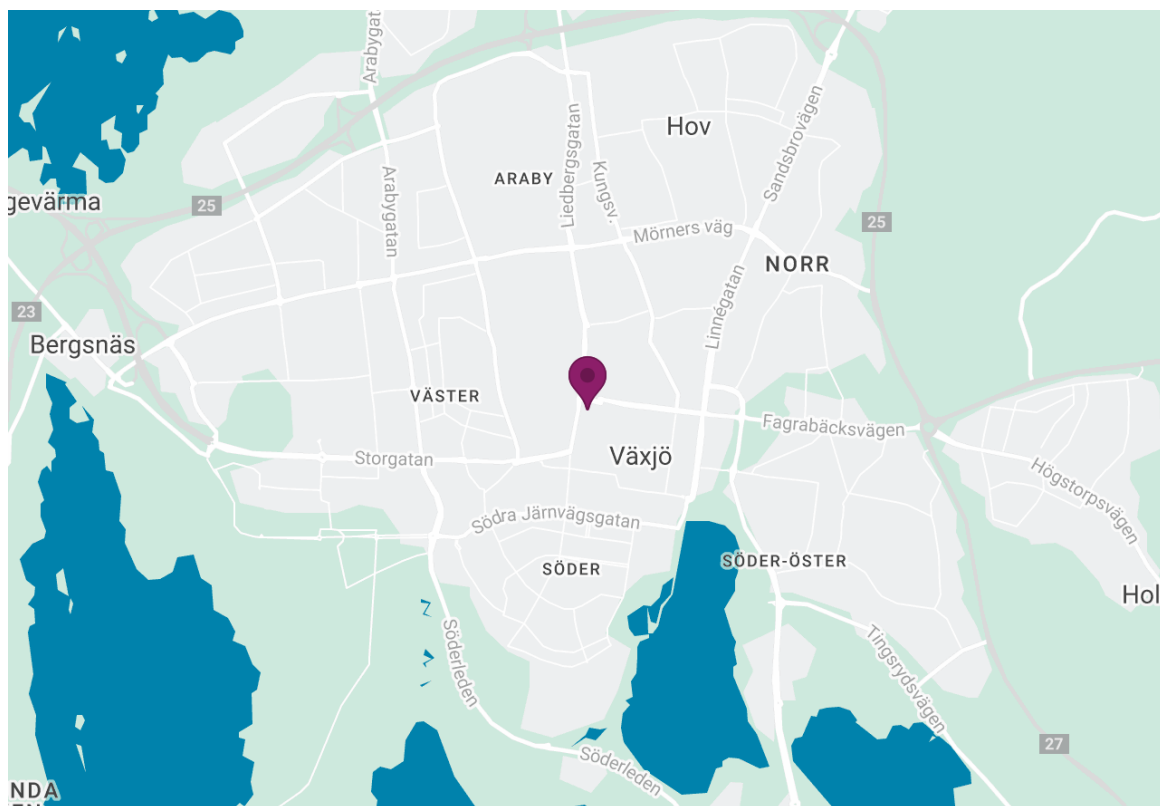 Arabygat
Hov
Sandsbrovägen
Liedbergsgatan
ARABY
Kungsv.
Arabygatan
gevärma
25
25
Mörners väg
NORR
Linnégatan
23
Bergsnäs
VÄSTER
Fagrabäcksvägen
Storgatan
Växjö
Högstorpsvägen
Södra Järnvägsgatan
SÖDER
SÖDER-ÖSTER
Hol
Söderleden
Tingsrydsvägen
27
Söderleden
NDA